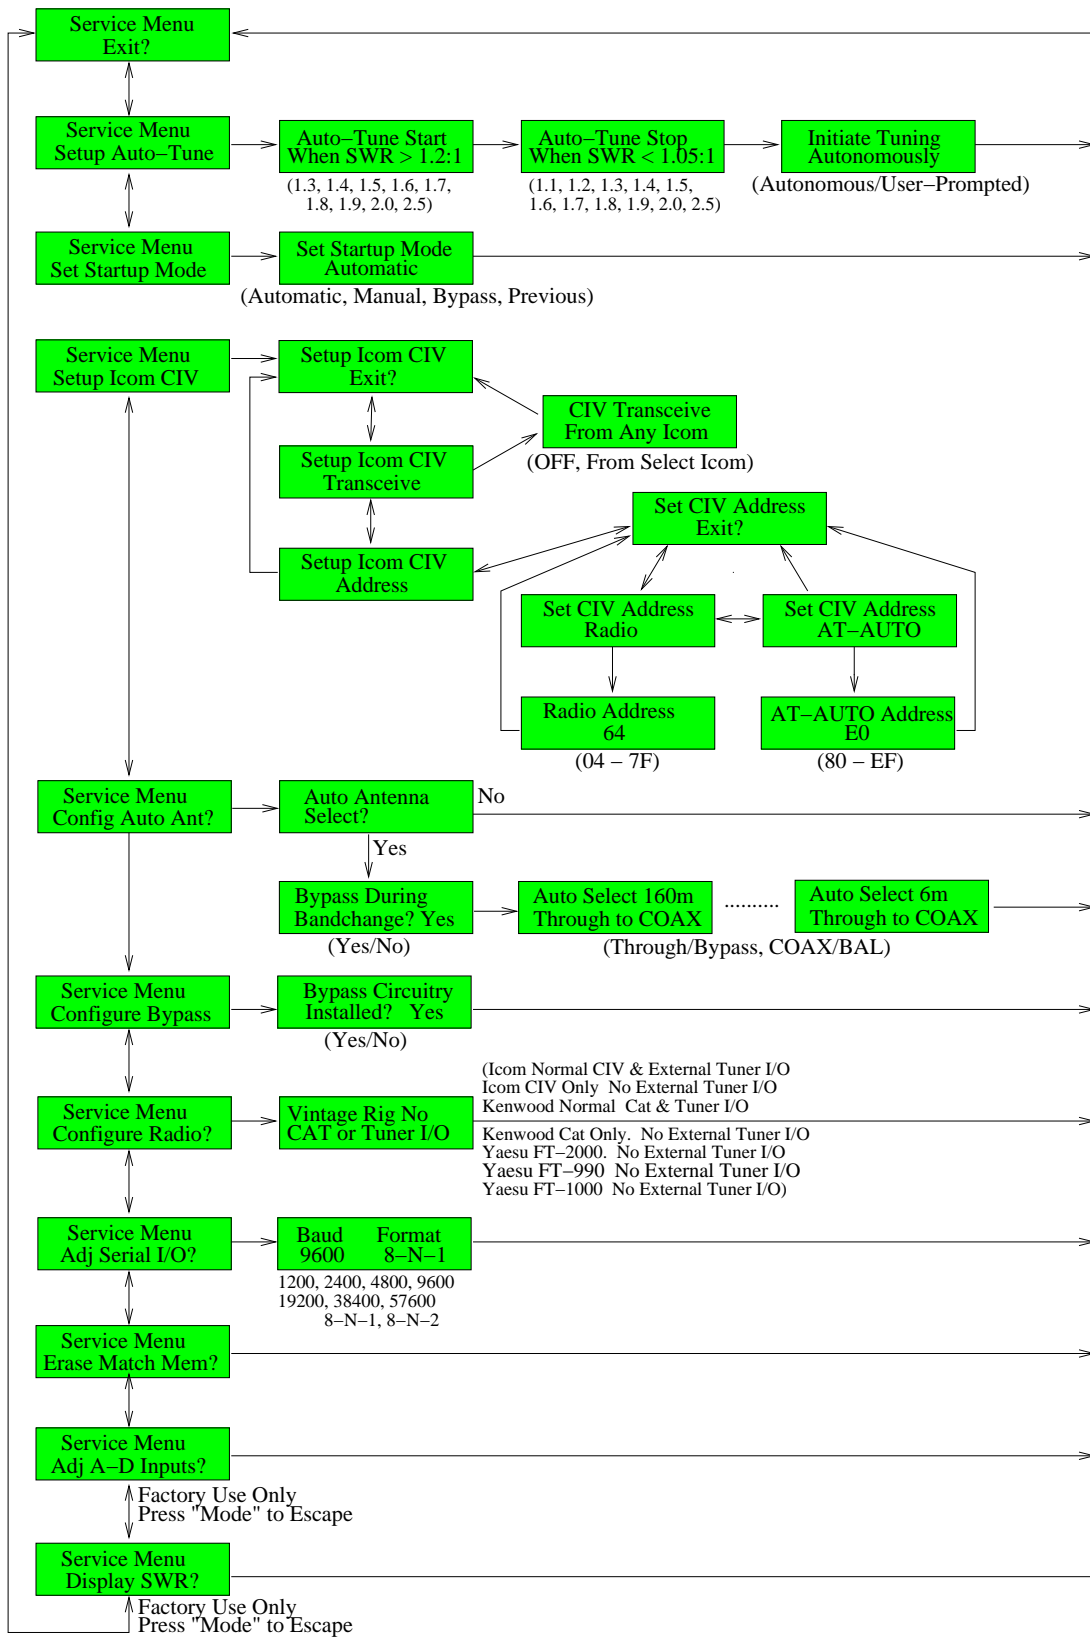 Service Menu
Exit?
Service Menu
Setup Auto−Tune
Auto−Tune Start
When SWR > 1.2:1
(1.3, 1.4, 1.5, 1.6, 1.7,
1.8, 1.9, 2.0, 2.5)
Auto−Tune Stop
When SWR < 1.05:1
(1.1, 1.2, 1.3, 1.4, 1.5,
1.6, 1.7, 1.8, 1.9, 2.0, 2.5)
Initiate Tuning
Autonomously
(Autonomous/User−Prompted)
Service Menu
Set Startup Mode
Set Startup Mode
Automatic
(Automatic, Manual, Bypass, Previous)
Service Menu
Setup Icom CIV
Setup Icom CIV
Exit?
CIV Transceive
From Any Icom
(OFF, From Select Icom)
Setup Icom CIV
Transceive
Setup Icom CIV
Address
Set CIV Address
Exit?
Set CIV Address
Radio
Set CIV Address
AT−AUTO
Radio Address
64
(04 − 7F)
AT−AUTO Address
E0
(80 − EF)
Service Menu
Config Auto Ant?
Auto Antenna
Select?
No
Yes
Bypass During
Bandchange? Yes
(Yes/No)
Auto Select 160m
Through to COAX
..........
Auto Select 6m
Through to COAX
(Through/Bypass, COAX/BAL)
Service Menu
Configure Bypass
Bypass Circuitry
Installed? Yes
(Yes/No)
Service Menu
Configure Radio?
Vintage Rig No
CAT or Tuner I/O
(Icom Normal CIV & External Tuner I/O
Icom CIV Only No External Tuner I/O
Kenwood Normal Cat & Tuner I/O
Kenwood Cat Only. No External Tuner I/O
Yaesu FT−2000. No External Tuner I/O
Yaesu FT−990 No External Tuner I/O
Yaesu FT−1000 No External Tuner I/O)
Service Menu
Adj Serial I/O?
Baud Format
9600 8−N−1
1200, 2400, 4800, 9600
19200, 38400, 57600
8−N−1, 8−N−2
Service Menu
Erase Match Mem?
Service Menu
Adj A−D Inputs?
Factory Use Only
Press "Mode" to Escape
Service Menu
Display SWR?
Factory Use Only
Press "Mode" to Escape